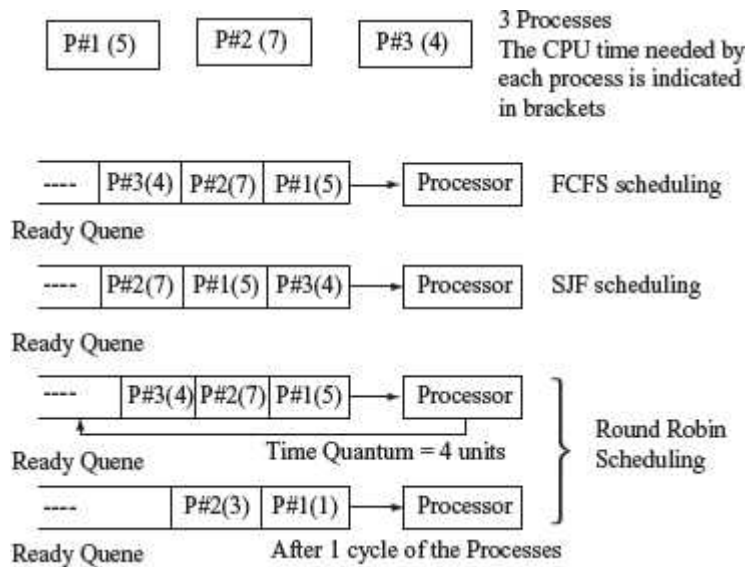 P#1 (5) P#2 (7) P#3 (4)
3 Processes
The CPU time needed by
each process is indicated
in brackets
---- P#3(4) P#2(7) P#1(5) Processor FCFS scheduling
Ready Quene
---- P#2(7) P#1(5) P#3(4) Processor SJF scheduling
Ready Quene
---- P#3(4) P#2(7) P#1(5) Processor
Time Quantum = 4 units
Ready Quene
Round Robin
Scheduling
---- P#2(3) P#1(1) Processor
Ready Quene
After 1 cycle of the Processes